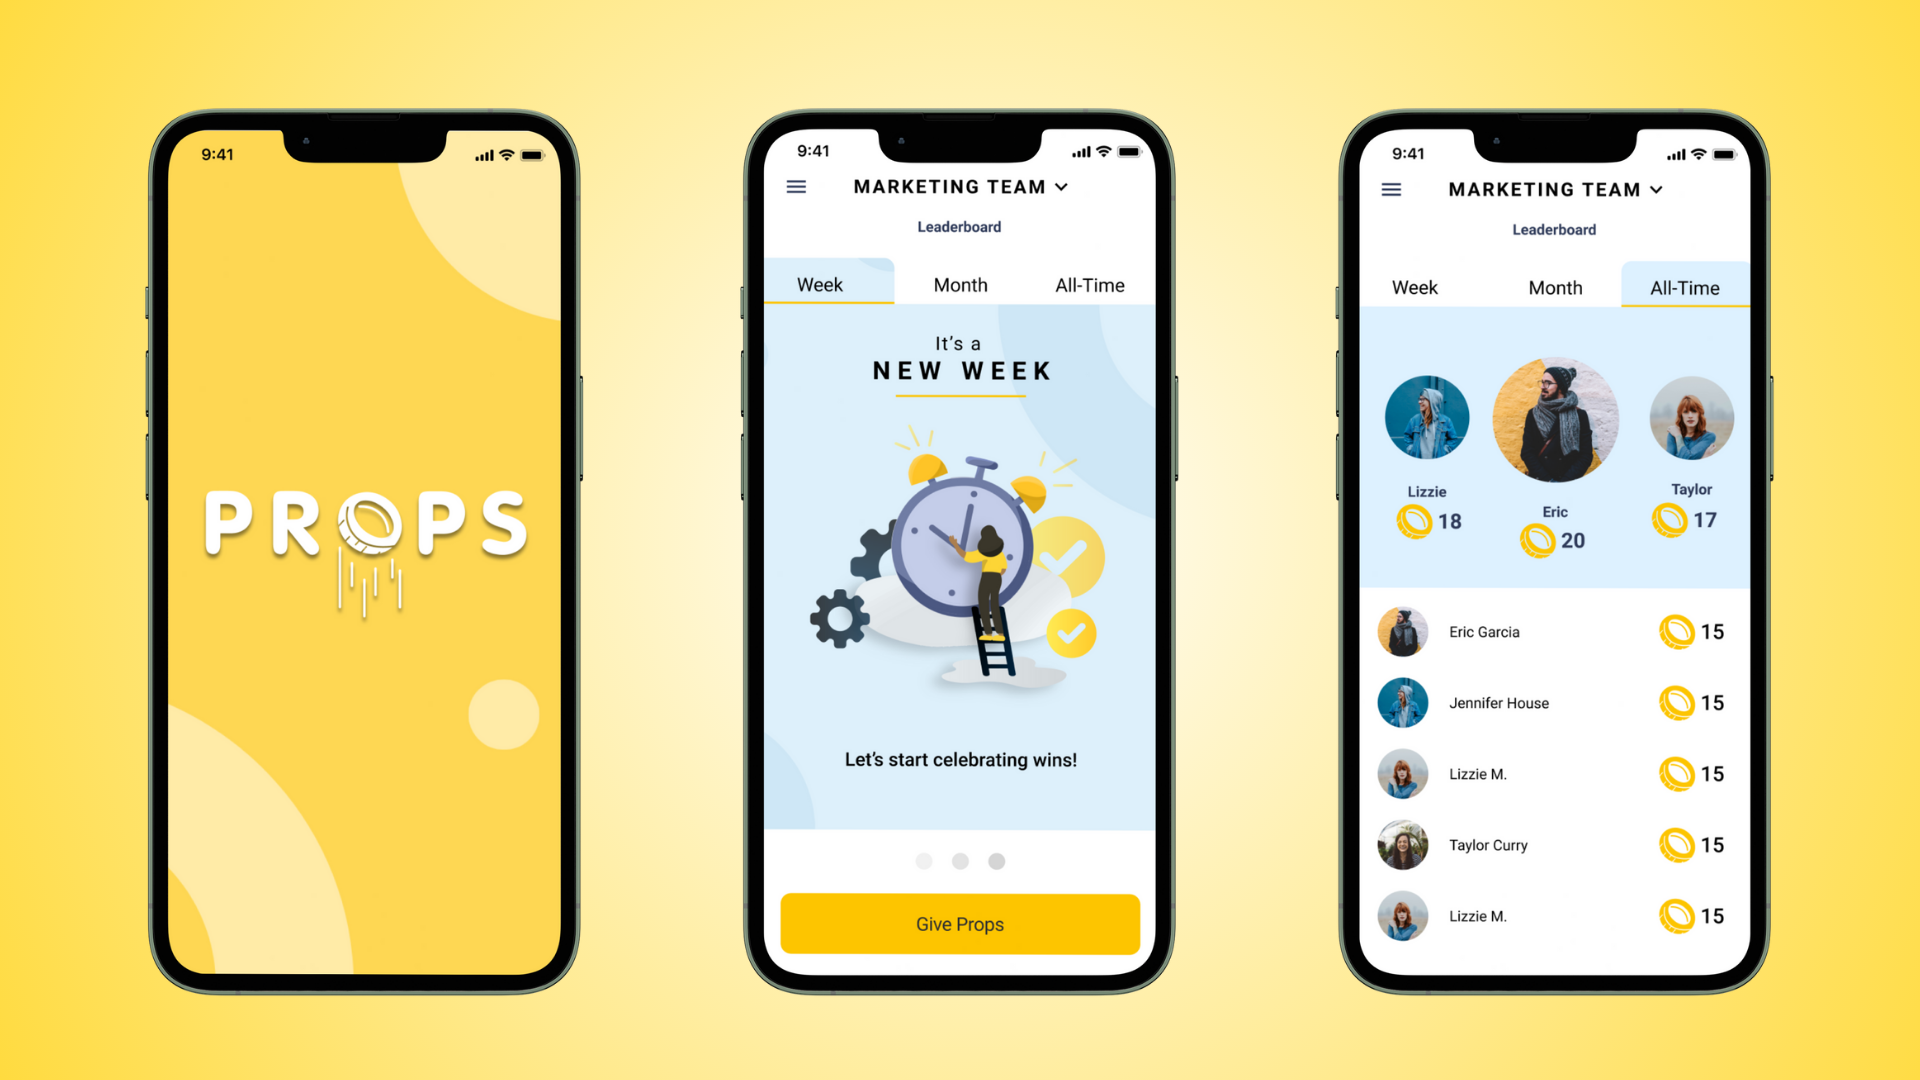 9:41
PROPS
9:41
MARKETING TEAM
Leaderboard
Week Month All-Time
It's a
NEW WEEK
Let's start celebrating wins!
Give Props
9:41
MARKETING TEAM
Leaderboard
Week Month All-Time
Lizzie
18
Eric
20
Taylor
17
Eric Garcia 15
Jennifer House 15
Lizzie M. 15
Taylor Curry 15
Lizzie M. 15